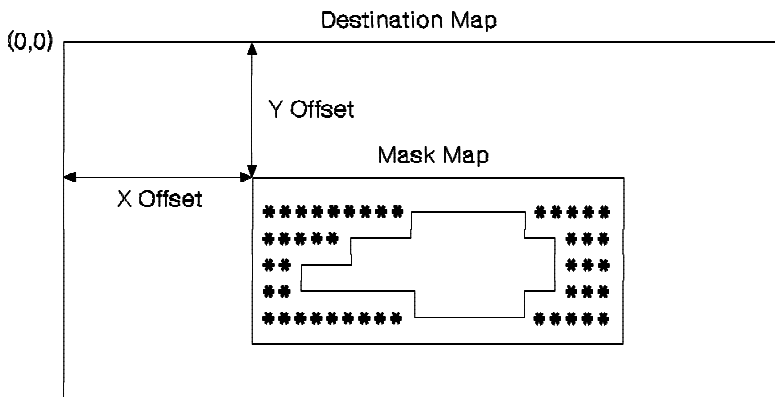 Destination Map
(0,0)
Y Offset
Mask Map
X Offset
********* *****
***** ***
** ***
** ***
********* *****